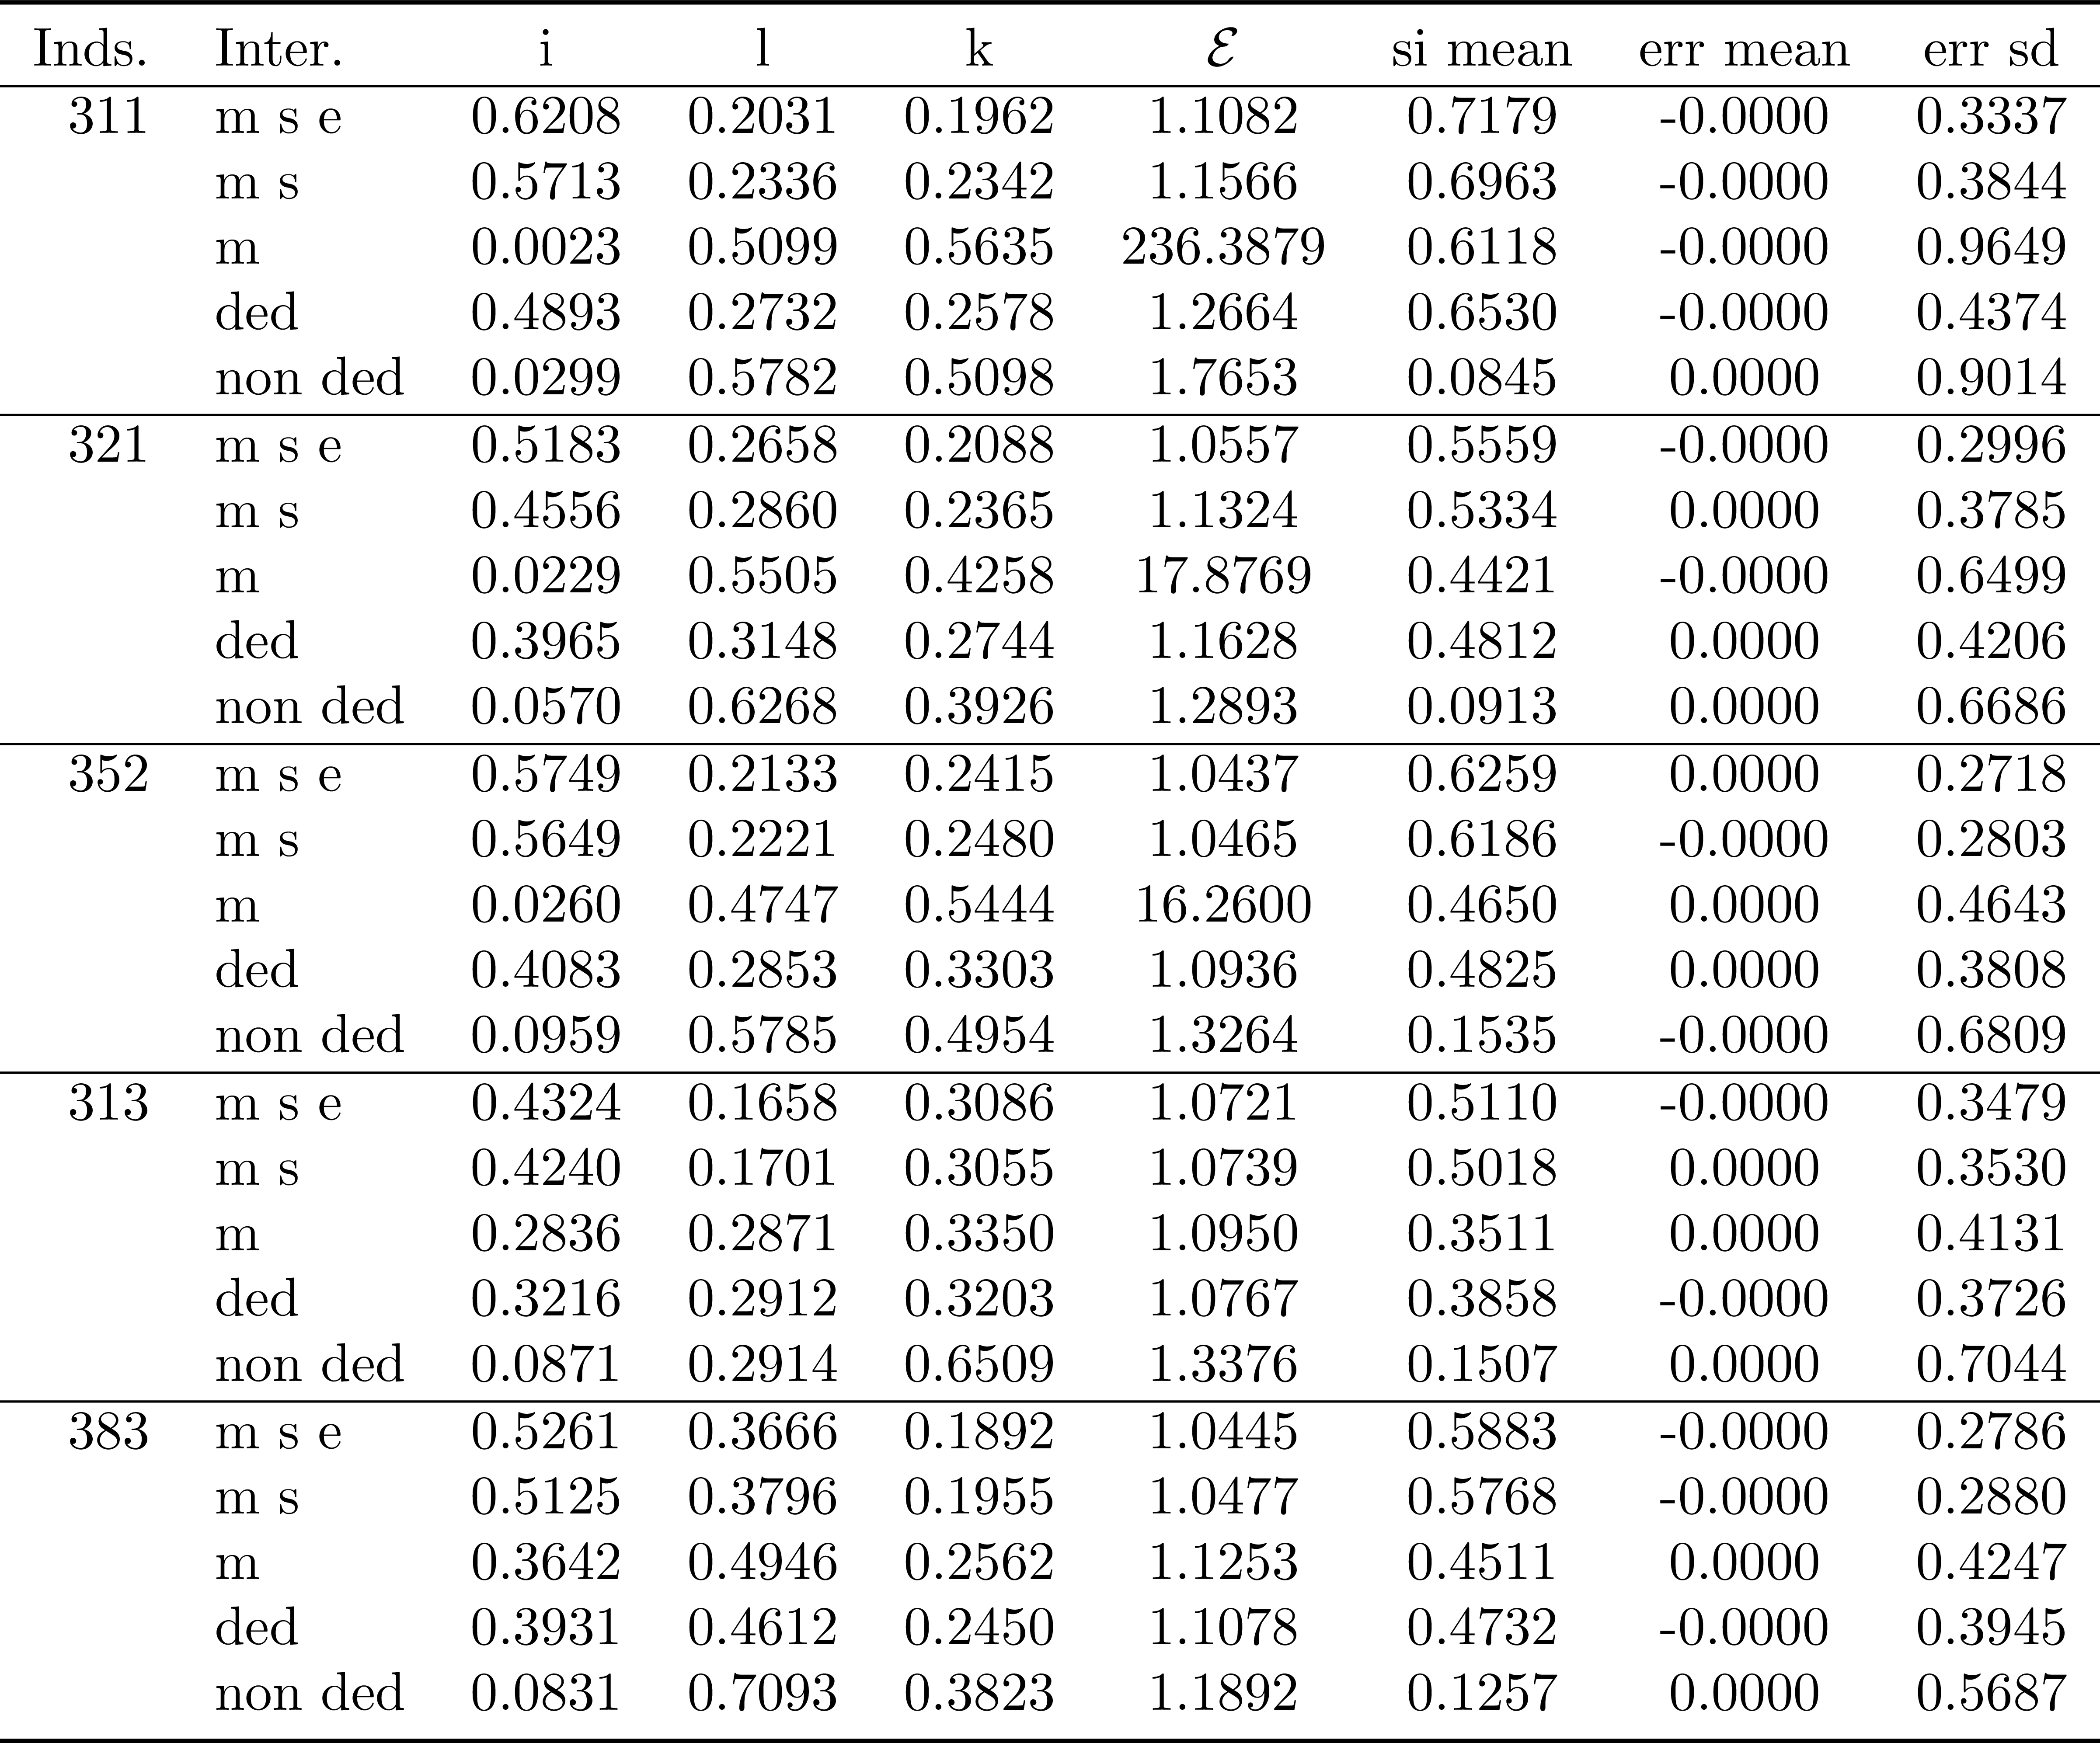 Inds. Inter. i l k ℰ si mean err mean err sd
311 m s e 0.6208 0.2031 0.1962 1.1082 0.7179 -0.0000 0.3337
m s 0.5713 0.2336 0.2342 1.1566 0.6963 -0.0000 0.3844
m 0.0023 0.5099 0.5635 236.3879 0.6118 -0.0000 0.9649
ded 0.4893 0.2732 0.2578 1.2664 0.6530 -0.0000 0.4374
non ded 0.0299 0.5782 0.5098 1.7653 0.0845 0.0000 0.9014
321 m s e 0.5183 0.2658 0.2088 1.0557 0.5559 -0.0000 0.2996
m s 0.4556 0.2860 0.2365 1.1324 0.5334 0.0000 0.3785
m 0.0229 0.5505 0.4258 17.8769 0.4421 -0.0000 0.6499
ded 0.3965 0.3148 0.2744 1.1628 0.4812 0.0000 0.4206
non ded 0.0570 0.6268 0.3926 1.2893 0.0913 0.0000 0.6686
352 m s e 0.5749 0.2133 0.2415 1.0437 0.6259 0.0000 0.2718
m s 0.5649 0.2221 0.2480 1.0465 0.6186 -0.0000 0.2803
m 0.0260 0.4747 0.5444 16.2600 0.4650 0.0000 0.4643
ded 0.4083 0.2853 0.3303 1.0936 0.4825 0.0000 0.3808
non ded 0.0959 0.5785 0.4954 1.3264 0.1535 -0.0000 0.6809
313 m s e 0.4324 0.1658 0.3086 1.0721 0.5110 -0.0000 0.3479
m s 0.4240 0.1701 0.3055 1.0739 0.5018 0.0000 0.3530
m 0.2836 0.2871 0.3350 1.0950 0.3511 0.0000 0.4131
ded 0.3216 0.2912 0.3203 1.0767 0.3858 -0.0000 0.3726
non ded 0.0871 0.2914 0.6509 1.3376 0.1507 0.0000 0.7044
383 m s e 0.5261 0.3666 0.1892 1.0445 0.5883 -0.0000 0.2786
m s 0.5125 0.3796 0.1955 1.0477 0.5768 -0.0000 0.2880
m 0.3642 0.4946 0.2562 1.1253 0.4511 0.0000 0.4247
ded 0.3931 0.4612 0.2450 1.1078 0.4732 -0.0000 0.3945
non ded 0.0831 0.7093 0.3823 1.1892 0.1257 0.0000 0.5687